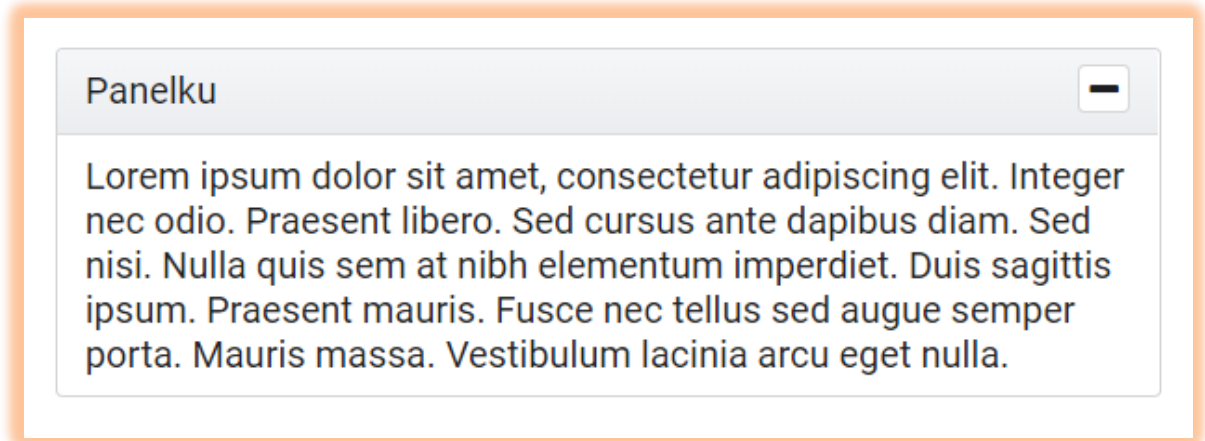 Panelku
Lorem ipsum dolor sit amet, consectetur adipiscing elit. Integer
nec odio. Praesent libero. Sed cursus ante dapibus diam. Sed
nisi. Nulla quis sem at nibh elementum imperdiet. Duis sagittis
ipsum. Praesent mauris. Fusce nec tellus sed augue semper
porta. Mauris massa. Vestibulum lacinia arcu eget nulla.